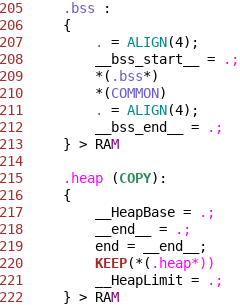 205 .bss :
206 {
207 . = ALIGN(4);
208 __bss_start__ = .;
209 *(.bss*)
210 *(COMMON)
211 . = ALIGN(4);
212 __bss_end__ = .;
213 } > RAM
214
215 .heap (COPY):
216 {
217 __HeapBase = .;
218 __end__ = .;
219 end = __end__;
220 KEEP(*(.heap*))
221 __HeapLimit = .;
222 } > RAM